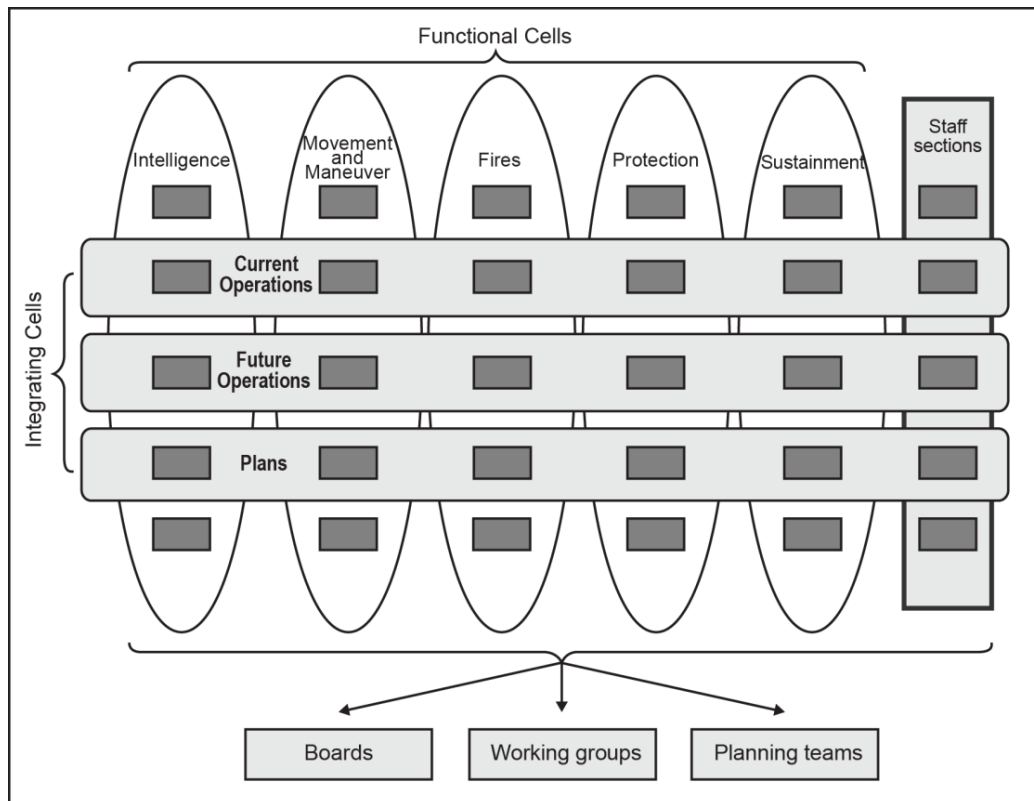 Functional Cells
Staff
sections
Intelligence
Movement
and
Maneuver
Fires
Protection
Sustainment
Integrating Cells
Current
Operations
Future
Operations
Plans
Boards
Working groups
Planning teams